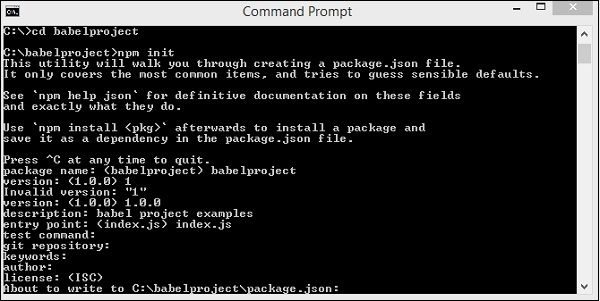 Command Prompt
C:\>cd babelproject
C:\babelproject>npm init
This utility will walk you through creating a package.json file.
It only covers the most common items, and tries to guess sensible defaults.
See `npm help json` for definitive documentation on these fields
and exactly what they do.
Use `npm install <pkg>` afterwards to install a package and
save it as a dependency in the package.json file.
Press ^C at any time to quit.
package name: (babelproject) babelproject
version: (1.0.0) 1
Invalid version: "1"
version: (1.0.0) 1.0.0
description: babel project examples
entry point: (index.js) index.js
test command:
git repository:
keywords:
author:
license: (ISC)
About to write to C:\babelproject\package.json: